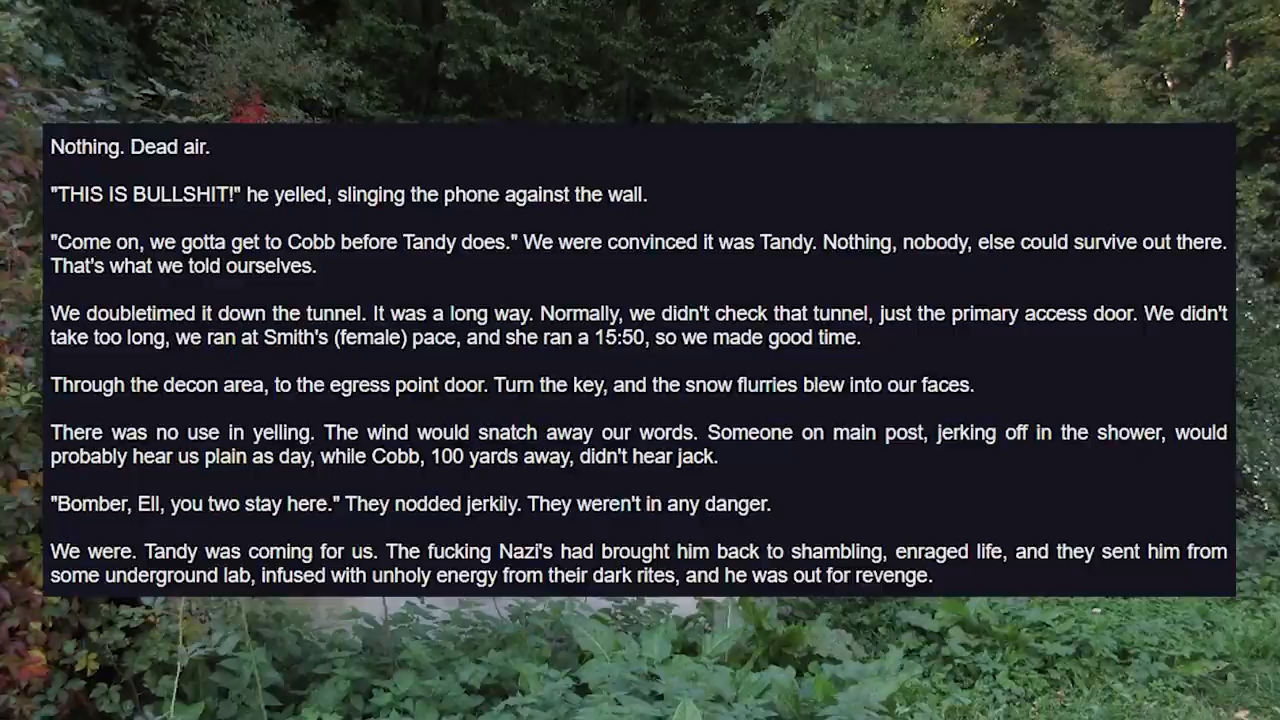 Nothing. Dead air.
"THIS IS BULLSHIT!" he yelled, slinging the phone against the wall.
"Come on, we gotta get to Cobb before Tandy does." We were convinced it was Tandy. Nothing, nobody, else could survive out there.
That's what we told ourselves.
We doubletimed it down the tunnel. It was a long way. Normally, we didn't check that tunnel, just the primary access door. We didn't
take too long, we ran at Smith's (female) pace, and she ran a 15:50, so we made good time.
Through the decon area, to the egress point door. Turn the key, and the snow flurries blew into our faces.
There was no use in yelling. The wind would snatch away our words. Someone on main post, jerking off in the shower, would
probably hear us plain as day, while Cobb, 100 yards away, didn't hear jack.
"Bomber, Ell, you two stay here." They nodded jerkily. They weren't in any danger.
We were. Tandy was coming for us. The fucking Nazi's had brought him back to shambling, enraged life, and they sent him from
some underground lab, infused with unholy energy from their dark rites, and he was out for revenge.